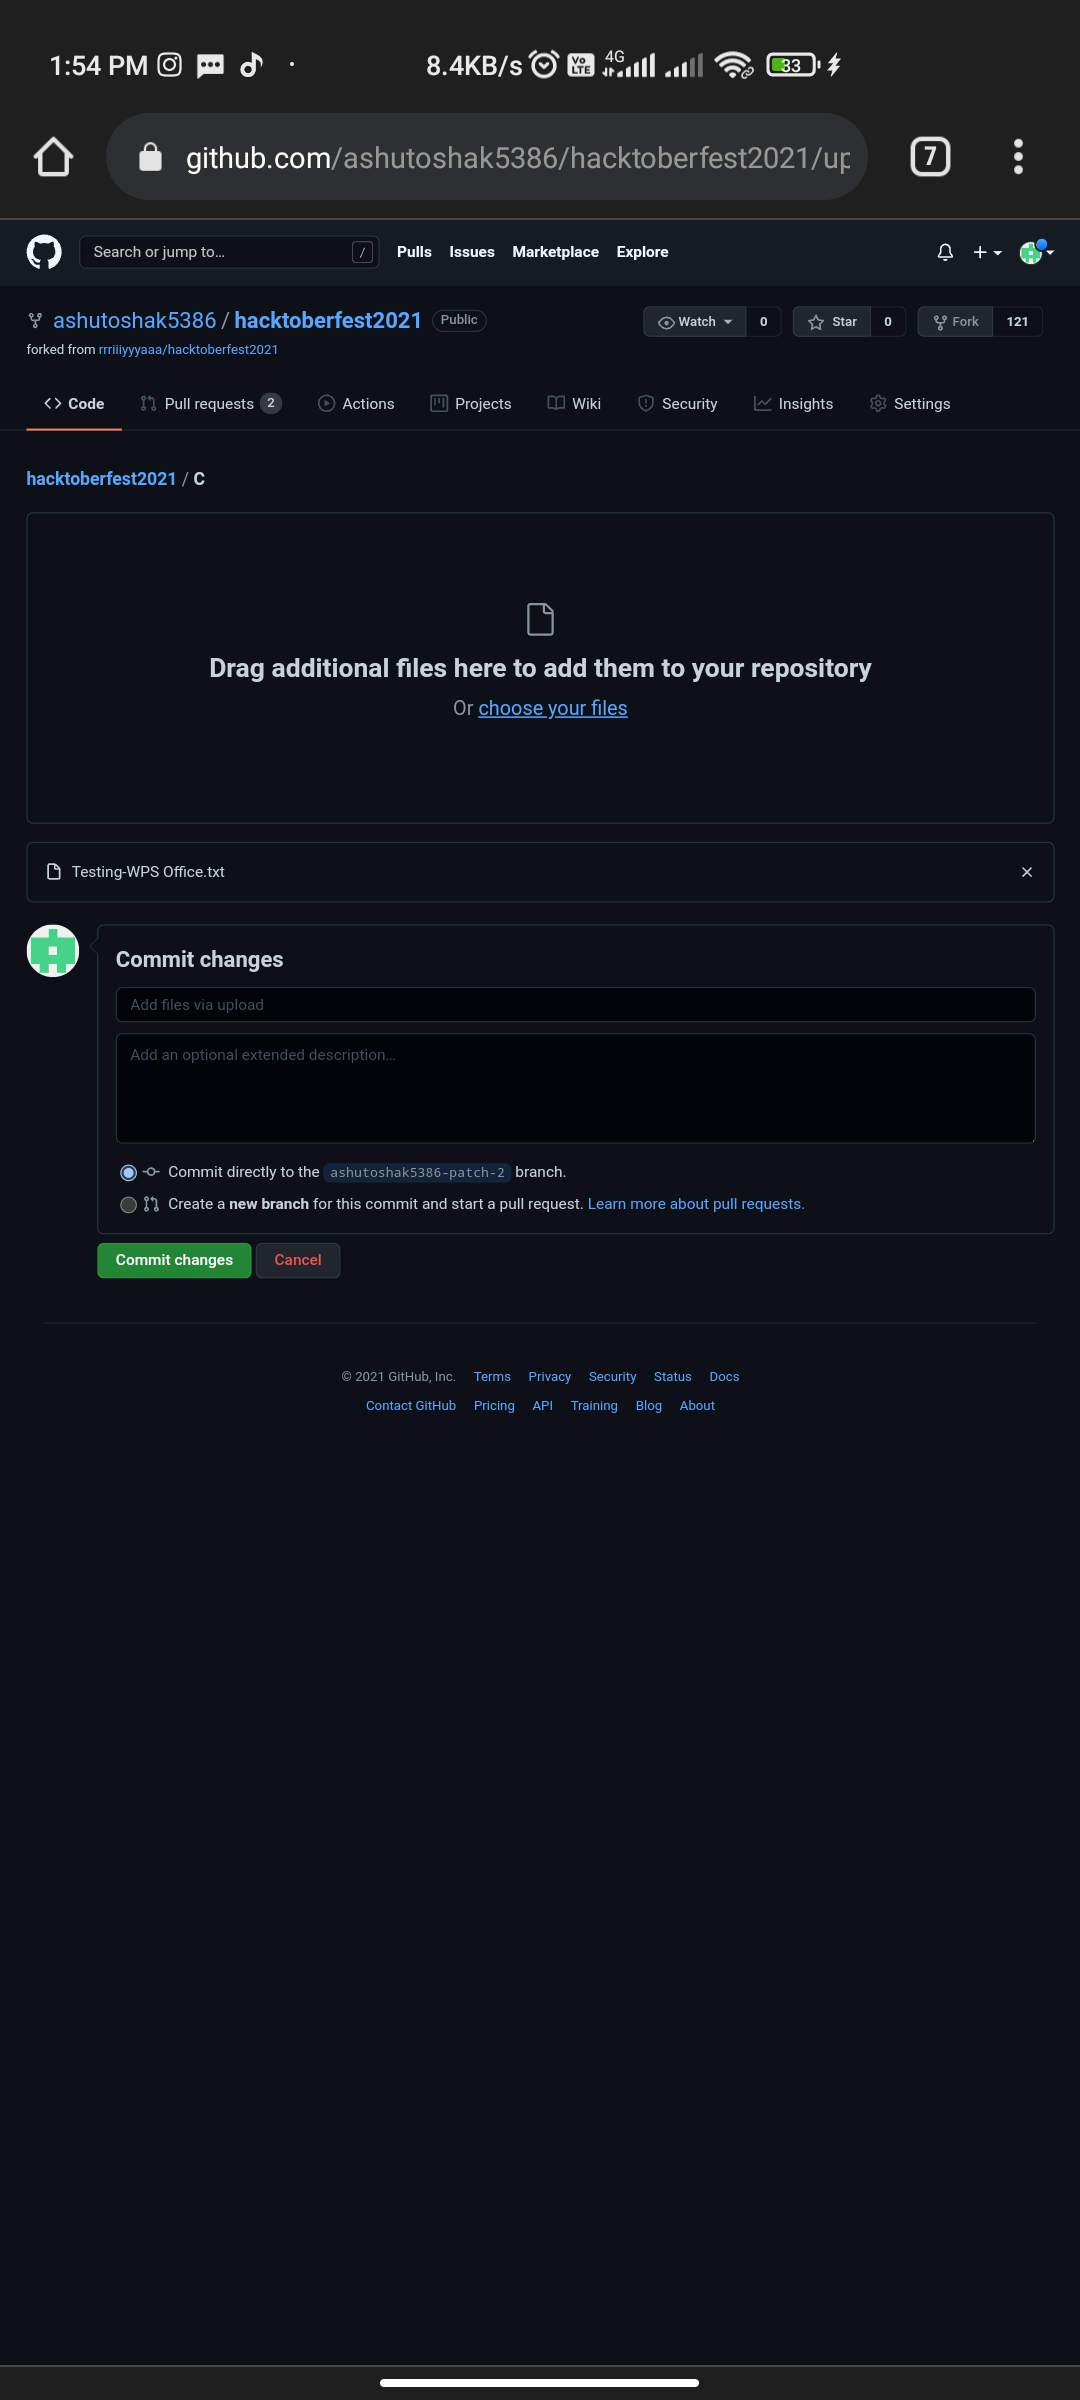 1:54 PM 8.4KB/s Vo LTE 4G 33
github.com/ashutoshak5386/hacktoberfest2021/up
7
Search or jump to… / Pulls Issues Marketplace Explore
ashutoshak5386 / hacktoberfest2021 Public Watch 0 Star 0 Fork 121
forked from rrriiiyyyaaa/hacktoberfest2021
Code Pull requests 2 Actions Projects Wiki Security Insights Settings
hacktoberfest2021 / C
Drag additional files here to add them to your repository
Or choose your files
Testing-WPS Office.txt
Commit changes
Add files via upload
Add an optional extended description…
Commit directly to the ashutoshak5386-patch-2 branch.
Create a new branch for this commit and start a pull request. Learn more about pull requests.
Commit changes Cancel
© 2021 GitHub, Inc. Terms Privacy Security Status Docs
Contact GitHub Pricing API Training Blog About